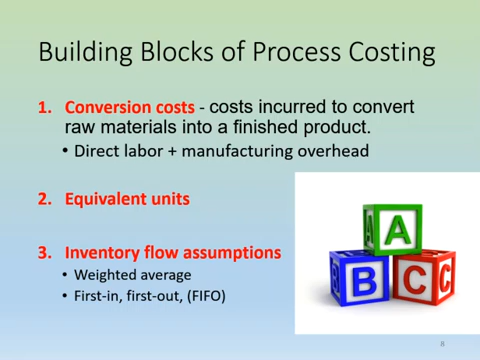 Building Blocks of Process Costing
1. Conversion costs - costs incurred to convert
raw materials into a finished product.
• Direct labor + manufacturing overhead
2. Equivalent units
3. Inventory flow assumptions
• Weighted average
• First-in, first-out, (FIFO)
A A
B B C C
8